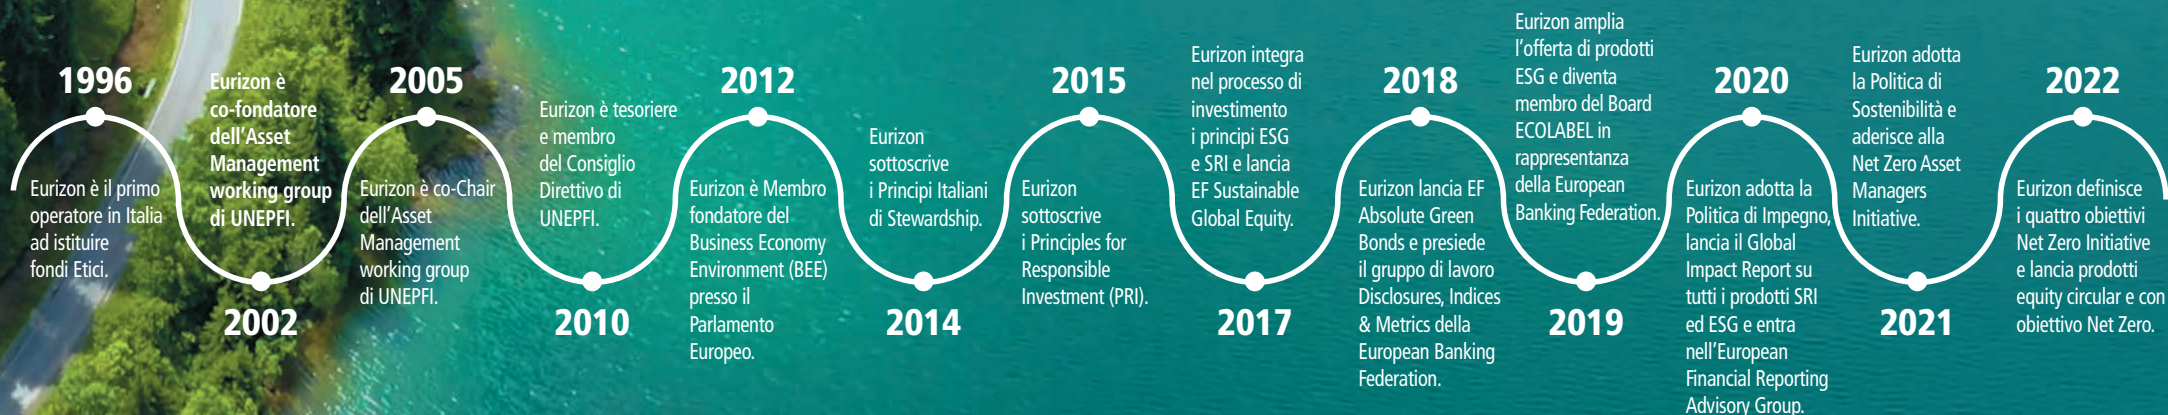 1996
Eurizon è il primo
operatore in Italia
ad istituire
fondi Etici.
Eurizon è
co-fondatore
dell'Asset
Management
working group
di UNEPFI.
2002
2005
Eurizon è co-Chair
dell'Asset
Management
working group
di UNEPFI.
Eurizon è tesoriere
e membro
del Consiglio
Direttivo di
UNEPFI.
2010
2012
Eurizon è Membro
fondatore del
Business Economy
Environment (BEE)
presso il
Parlamento
Europeo.
Eurizon
sottoscrive
i Principi Italiani
di Stewardship.
2014
2015
Eurizon
sottoscrive
i Principles for
Responsible
Investment (PRI).
Eurizon integra
nel processo di
investimento
i principi ESG
e SRI e lancia
EF Sustainable
Global Equity.
2017
2018
Eurizon lancia EF
Absolute Green
Bonds e presiede
il gruppo di lavoro
Disclosures, Indices
& Metrics della
European Banking
Federation.
Eurizon amplia
l'offerta di prodotti
ESG e diventa
membro del Board
ECOLABEL in
rappresentanza
della European
Banking Federation.
2019
2020
Eurizon adotta la
Politica di Impegno,
lancia il Global
Impact Report su
tutti i prodotti SRI
ed ESG e entra
nell'European
Financial Reporting
Advisory Group.
Eurizon adotta
la Politica di
Sostenibilità e
aderisce alla
Net Zero Asset
Managers
Initiative.
2021
2022
Eurizon definisce
i quattro obiettivi
Net Zero Initiative
e lancia prodotti
equity circular e con
obiettivo Net Zero.